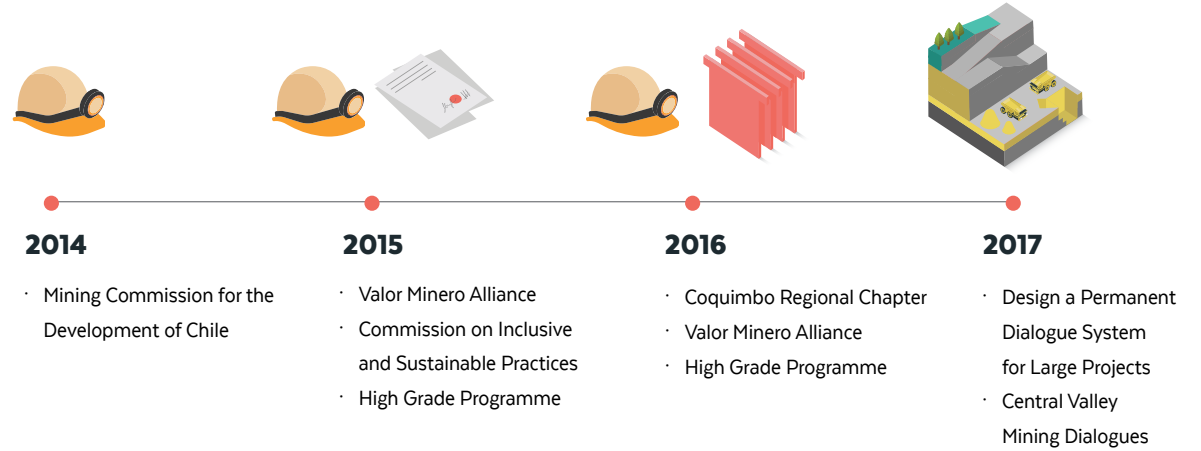 2014
· Mining Commission for the
Development of Chile
2015
· Valor Minero Alliance
· Commission on Inclusive
and Sustainable Practices
· High Grade Programme
2016
· Coquimbo Regional Chapter
· Valor Minero Alliance
· High Grade Programme
2017
· Design a Permanent
Dialogue System
for Large Projects
· Central Valley
Mining Dialogues